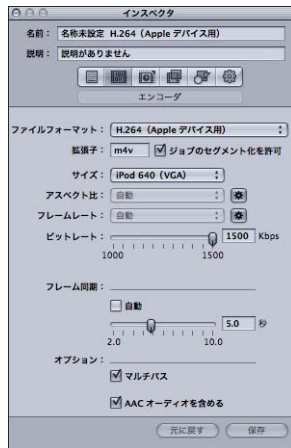 インスペクタ
名前： 名称未設定 H.264（Apple デバイス用）
説明： 説明がありません
エンコーダ
ファイルフォーマット： H.264（Apple デバイス用）
拡張子： m4v ジョブのセグメント化を許可
サイズ： iPod 640（VGA）
アスペクト比： 自動
フレームレート： 自動
ビットレート： 1500 Kbps
1000 1500
フレーム同期：
自動
5.0 秒
2.0 10.0
オプション：
マルチパス
AAC オーディオを含める
元に戻す 保存